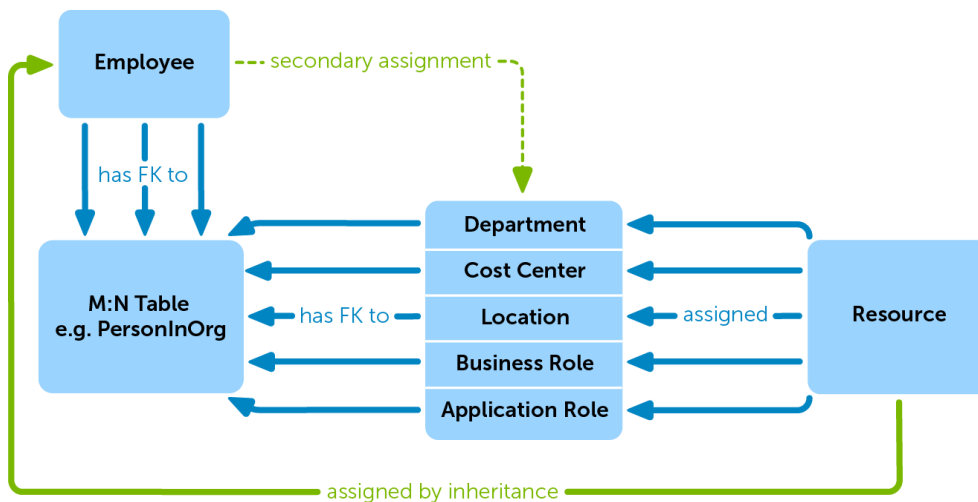 Employee
secondary assignment
has FK to
Department
Cost Center
M:N Table
e.g. PersonInOrg
has FK to
Location
assigned
Resource
Business Role
Application Role
assigned by inheritance